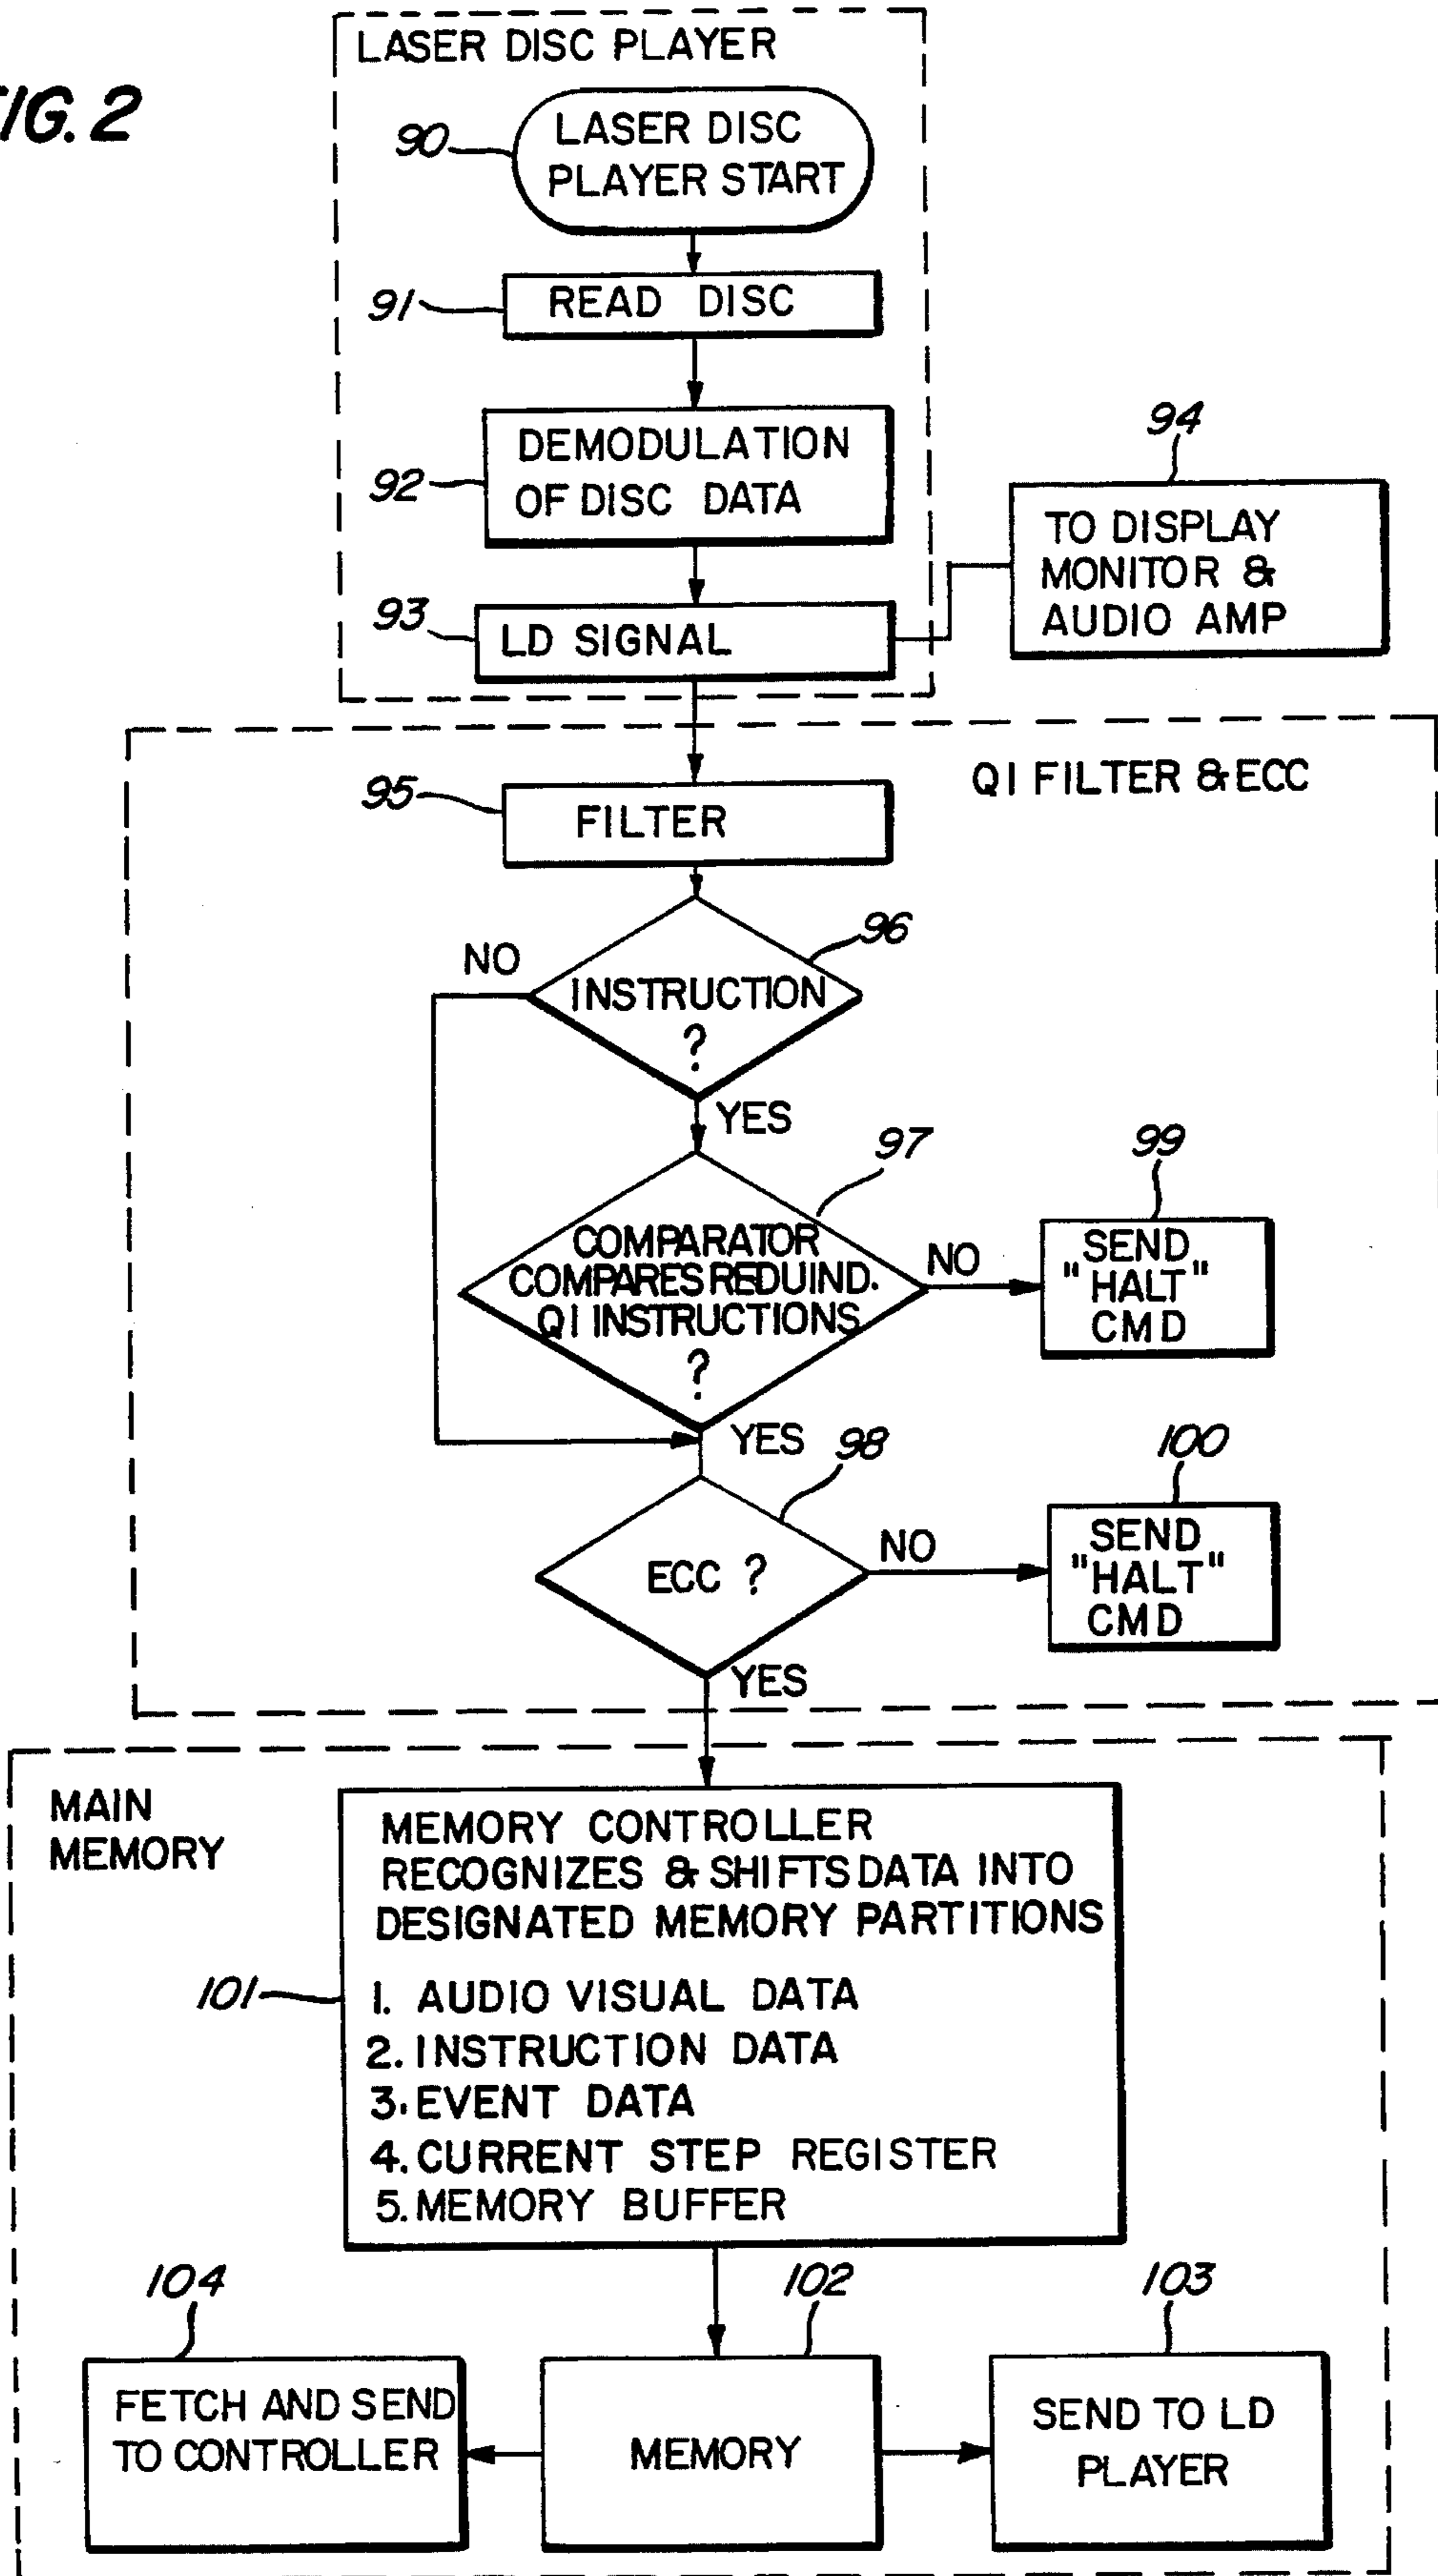 FIG. 2
LASER DISC PLAYER
90
LASER DISC
PLAYER START
91
READ DISC
92
DEMODULATION
OF DISC DATA
94
TO DISPLAY
MONITOR &
AUDIO AMP
93
LD SIGNAL
QI FILTER & ECC
95
FILTER
96
NO
INSTRUCTION
?
YES
97
COMPARATOR
COMPARES REDUIND.
QI INSTRUCTIONS
?
NO
99
SEND
"HALT"
CMD
YES
98
ECC ?
NO
100
SEND
"HALT"
CMD
YES
MAIN
MEMORY
101
MEMORY CONTROLLER
RECOGNIZES & SHIFTS DATA INTO
DESIGNATED MEMORY PARTITIONS
1. AUDIO VISUAL DATA
2. INSTRUCTION DATA
3. EVENT DATA
4. CURRENT STEP REGISTER
5. MEMORY BUFFER
104
FETCH AND SEND
TO CONTROLLER
102
MEMORY
103
SEND TO LD
PLAYER